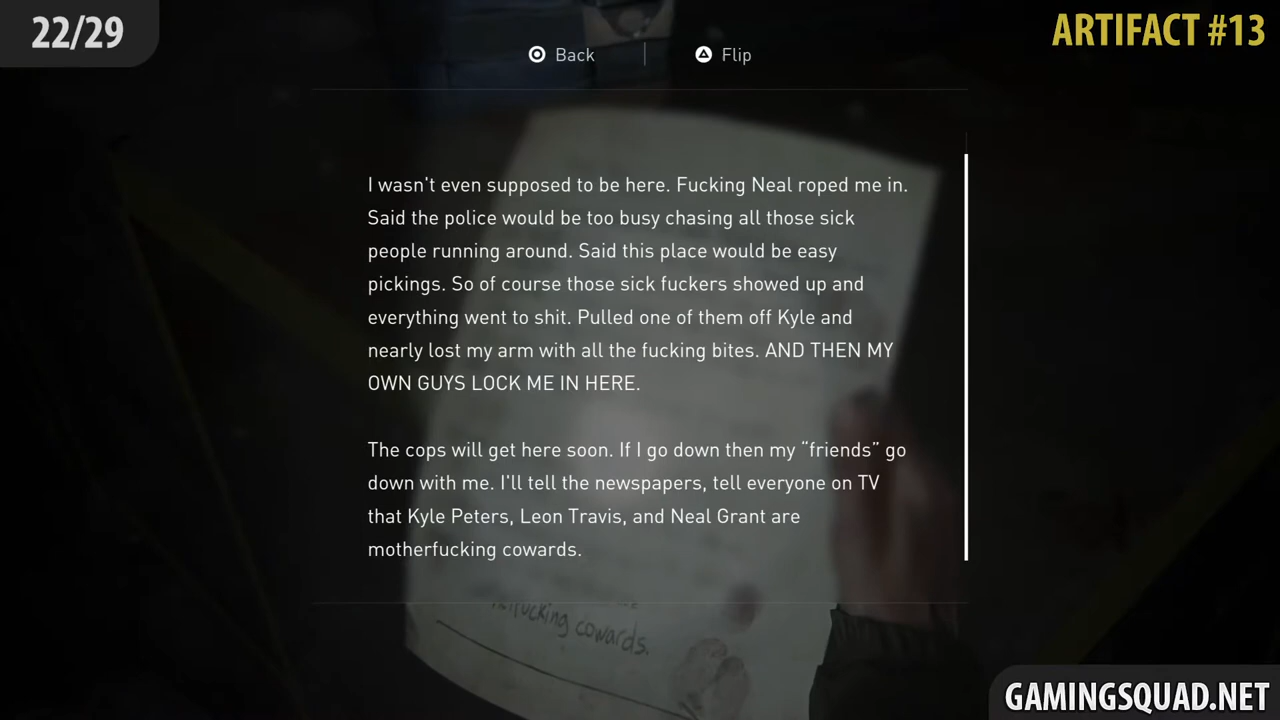 22/29
ARTIFACT #13
Back
Flip
I wasn't even supposed to be here. Fucking Neal roped me in.
Said the police would be too busy chasing all those sick
people running around. Said this place would be easy
pickings. So of course those sick fuckers showed up and
everything went to shit. Pulled one of them off Kyle and
nearly lost my arm with all the fucking bites. AND THEN MY
OWN GUYS LOCK ME IN HERE.
The cops will get here soon. If I go down then my “friends” go
down with me. I'll tell the newspapers, tell everyone on TV
that Kyle Peters, Leon Travis, and Neal Grant are
motherfucking cowards.
cowards.
GAMINGSQUAD.NET